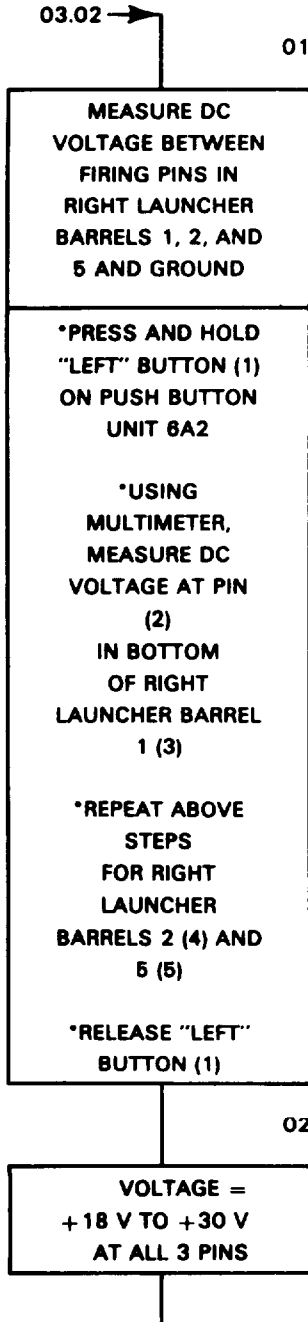 03.02
01
MEASURE DC
VOLTAGE BETWEEN
FIRING PINS IN
RIGHT LAUNCHER
BARRELS 1, 2, AND
5 AND GROUND
*PRESS AND HOLD
"LEFT" BUTTON (1)
ON PUSH BUTTON
UNIT 6A2
*USING
MULTIMETER,
MEASURE DC
VOLTAGE AT PIN
(2)
IN BOTTOM
OF RIGHT
LAUNCHER BARREL
1 (3)
*REPEAT ABOVE
STEPS
FOR RIGHT
LAUNCHER
BARRELS 2 (4) AND
5 (5)
*RELEASE "LEFT"
BUTTON (1)
02
VOLTAGE =
+18 V TO +30 V
AT ALL 3 PINS